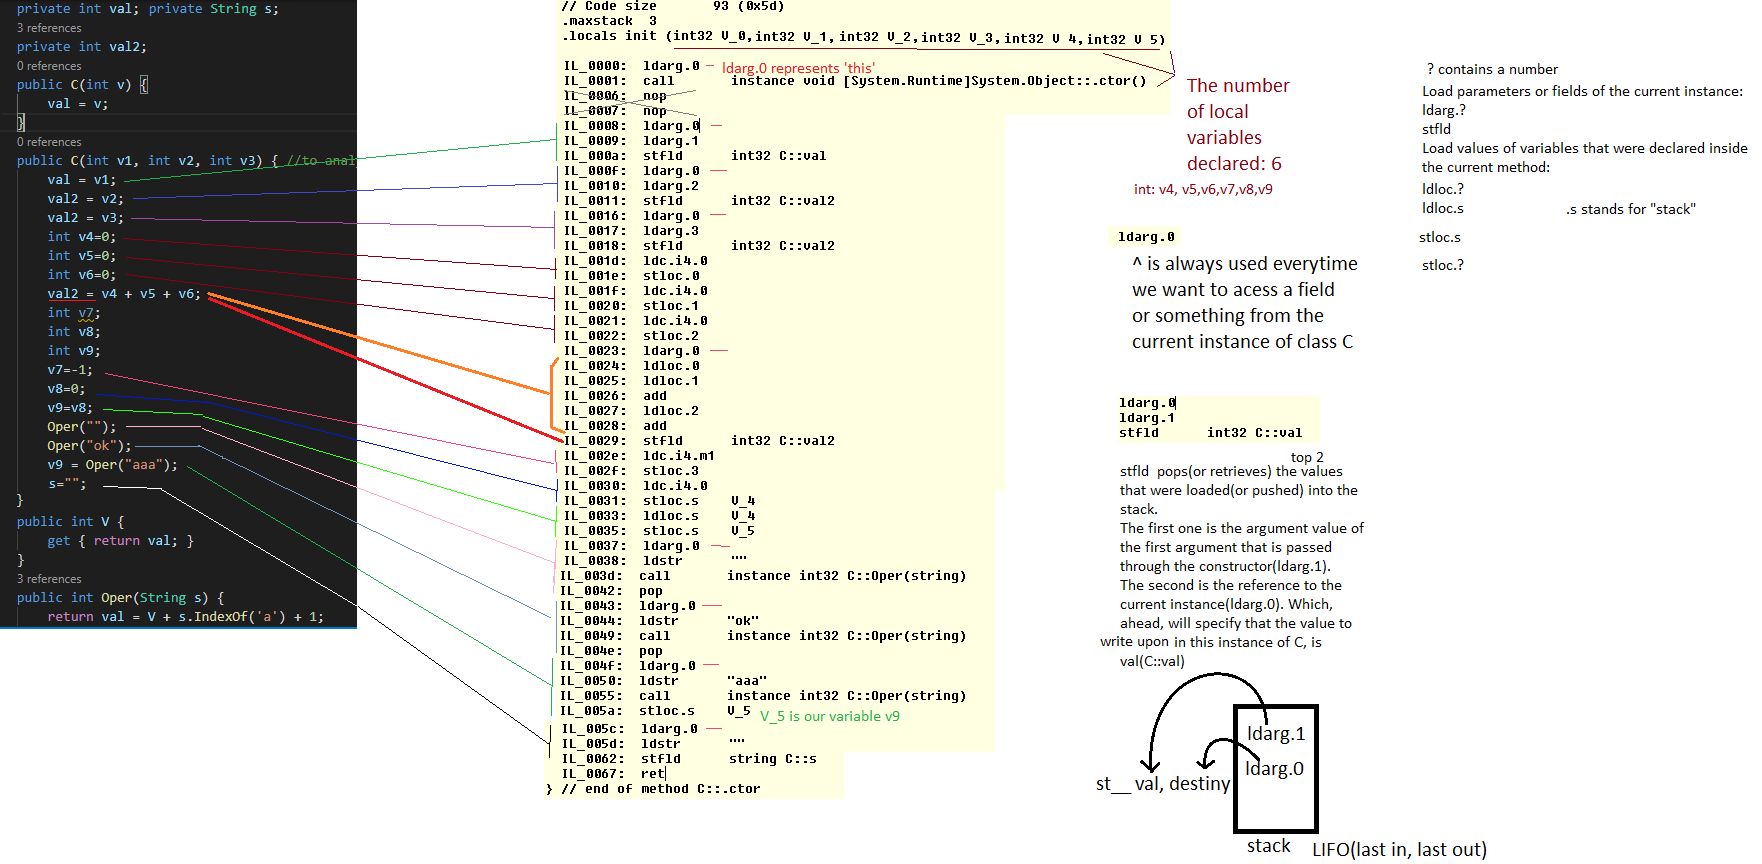 private int val; private String s;
3 references
private int val2;
0 references
public C(int v) {
val = v;
}
0 references
public C(int v1, int v2, int v3) { //to anal
val = v1;
val2 = v2;
val2 = v3;
int v4=0;
int v5=0;
int v6=0;
val2 = v4 + v5 + v6;
int v7;
int v8;
int v9;
v7=-1;
v8=0;
v9=v8;
Oper("");
Oper("ok");
v9 = Oper("aaa");
s="";
}
public int V {
get { return val; }
}
3 references
public int Oper(String s) {
return val = V + s.IndexOf('a') + 1;
// Code size 93 (0x5d)
.maxstack 3
.locals init (int32 V_0,int32 V_1, int32 V_2,int32 V_3,int32 V 4,int32 V 5)
IL_0000: ldarg.0 ldarg.0 represents 'this'
IL_0001: call instance void [System.Runtime]System.Object::.ctor()
IL_0006: nop
IL_0007: nop
IL_0008: ldarg.0
IL_0009: ldarg.1
IL_000a: stfld int32 C::val
IL_000f: ldarg.0
IL_0010: ldarg.2
IL_0011: stfld int32 C::val2
IL_0016: ldarg.0
IL_0017: ldarg.3
IL_0018: stfld int32 C::val2
IL_001d: ldc.i4.0
IL_001e: stloc.0
IL_001f: ldc.i4.0
IL_0020: stloc.1
IL_0021: ldc.i4.0
IL_0022: stloc.2
IL_0023: ldarg.0
IL_0024: ldloc.0
IL_0025: ldloc.1
IL_0026: add
IL_0027: ldloc.2
IL_0028: add
IL_0029: stfld int32 C::val2
IL_002e: ldc.i4.m1
IL_002f: stloc.3
IL_0030: ldc.i4.0
IL_0031: stloc.s V_4
IL_0033: ldloc.s V_4
IL_0035: stloc.s V_5
IL_0037: ldarg.0
IL_0038: ldstr ""
IL_003d: call instance int32 C::Oper(string)
IL_0042: pop
IL_0043: ldarg.0
IL_0044: ldstr "ok"
IL_0049: call instance int32 C::Oper(string)
IL_004e: pop
IL_004f: ldarg.0
IL_0050: ldstr "aaa"
IL_0055: call instance int32 C::Oper(string)
IL_005a: stloc.s V_5 V_5 is our variable v9
IL_005c: ldarg.0
IL_005d: ldstr ""
IL_0062: stfld string C::s
IL_0067: ret
} // end of method C::.ctor
The number
of local
variables
declared: 6
int: v4, v5,v6,v7,v8,v9
ldarg.0
^ is always used everytime
we want to acess a field
or something from the
current instance of class C
ldarg.0
ldarg.1
stfld int32 C::val
top 2
stfld pops(or retrieves) the values
that were loaded(or pushed) into the
stack.
The first one is the argument value of
the first argument that is passed
through the constructor(ldarg.1).
The second is the reference to the
current instance(ldarg.0). Which,
ahead, will specify that the value to
write upon in this instance of C, is
val(C::val)
ldarg.1
ldarg.0
st__ val, destiny
stack LIFO(last in, last out)
? contains a number
Load parameters or fields of the current instance:
ldarg.?
stfld
Load values of variables that were declared inside
the current method:
ldloc.?
ldloc.s .s stands for "stack"
stloc.s
stloc.?